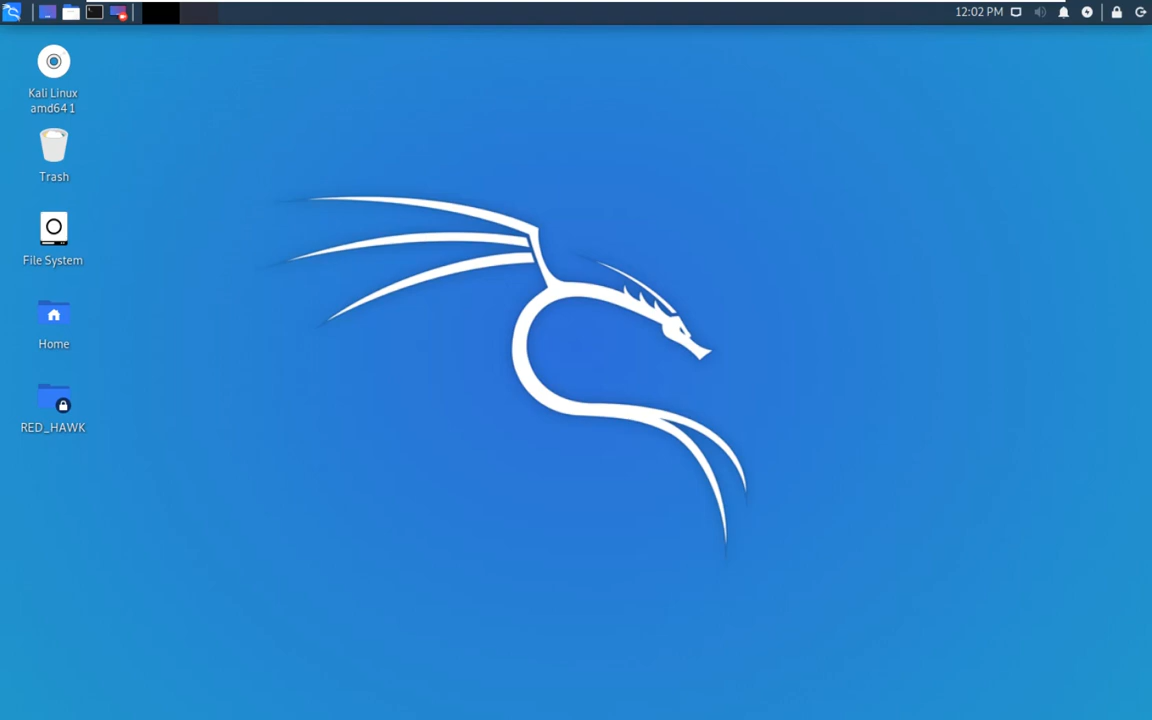 12:02 PM
Kali Linux
amd64 1
Trash
File System
Home
RED_HAWK